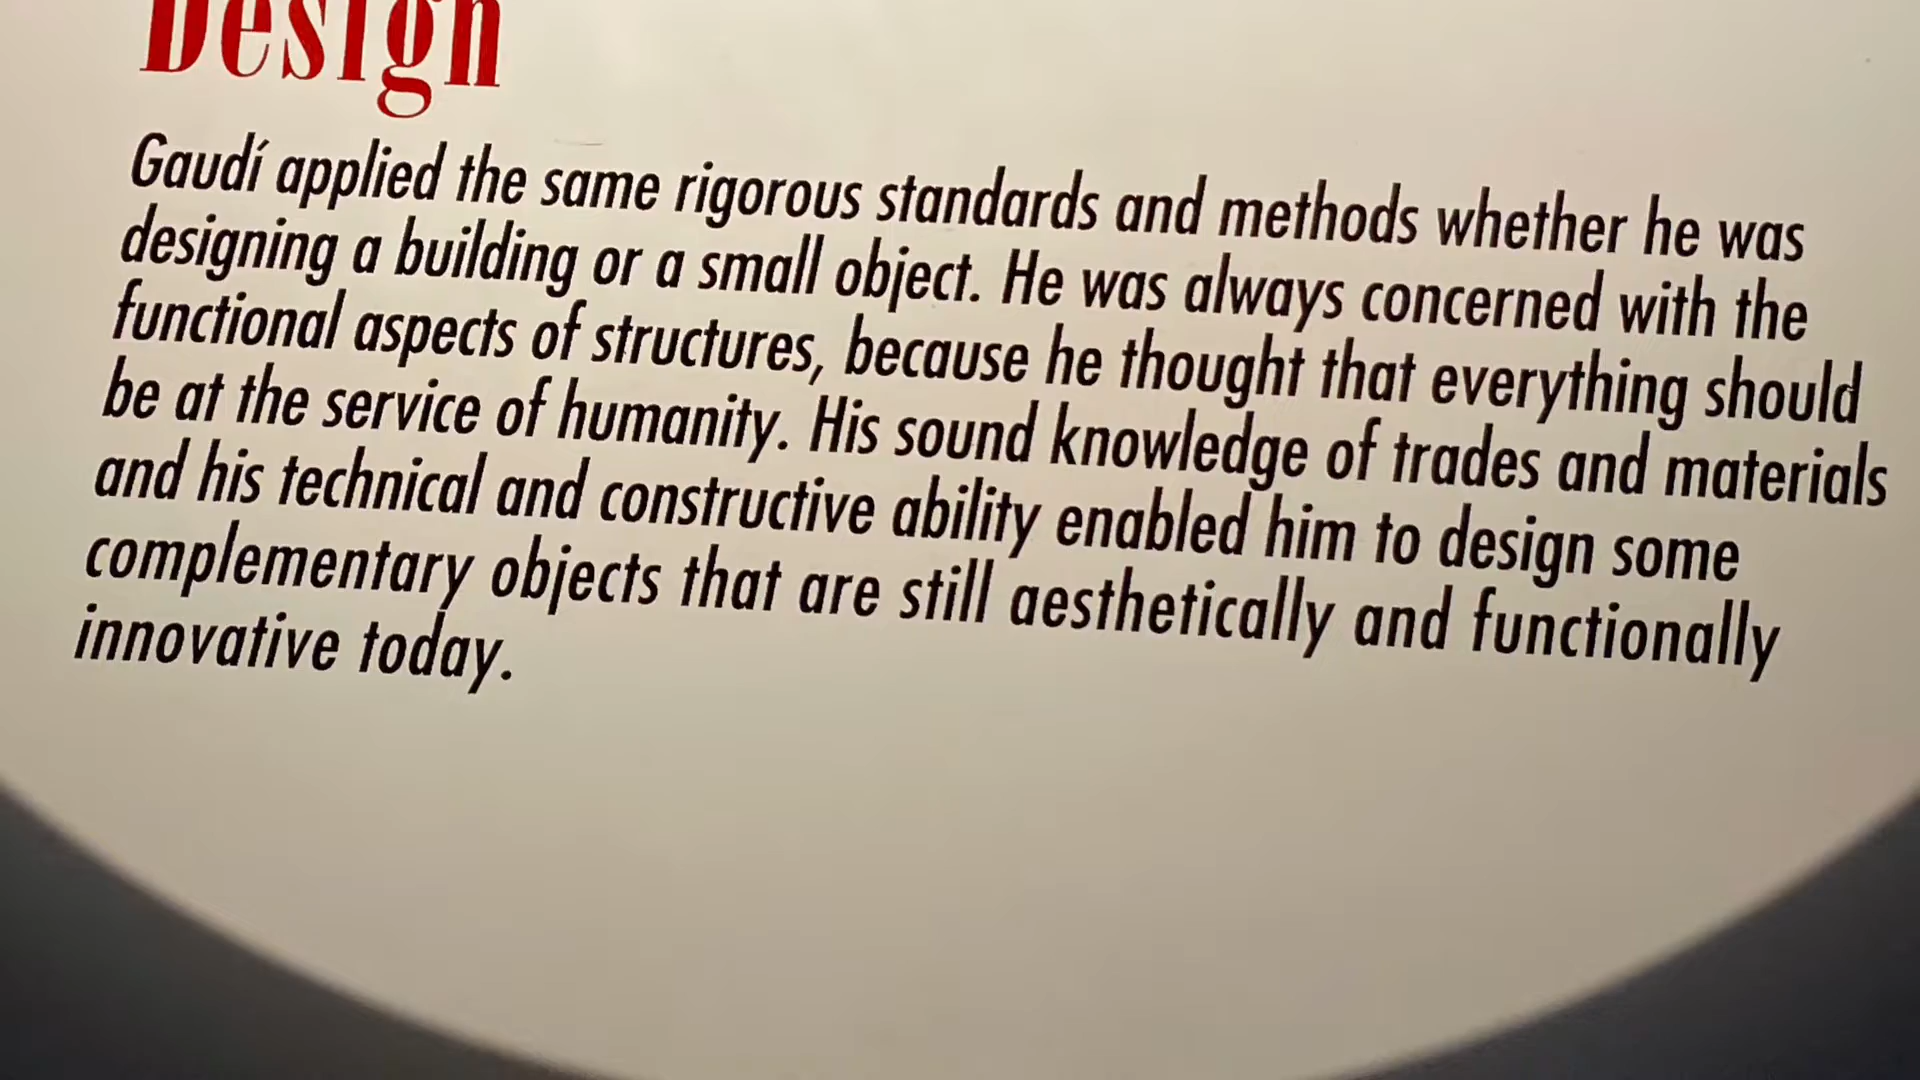 Design
Gaudí applied the same rigorous standards and methods whether he was
designing a building or a small object. He was always concerned with the
functional aspects of structures, because he thought that everything should
be at the service of humanity. His sound knowledge of trades and materials
and his technical and constructive ability enabled him to design some
complementary objects that are still aesthetically and functionally
innovative today.